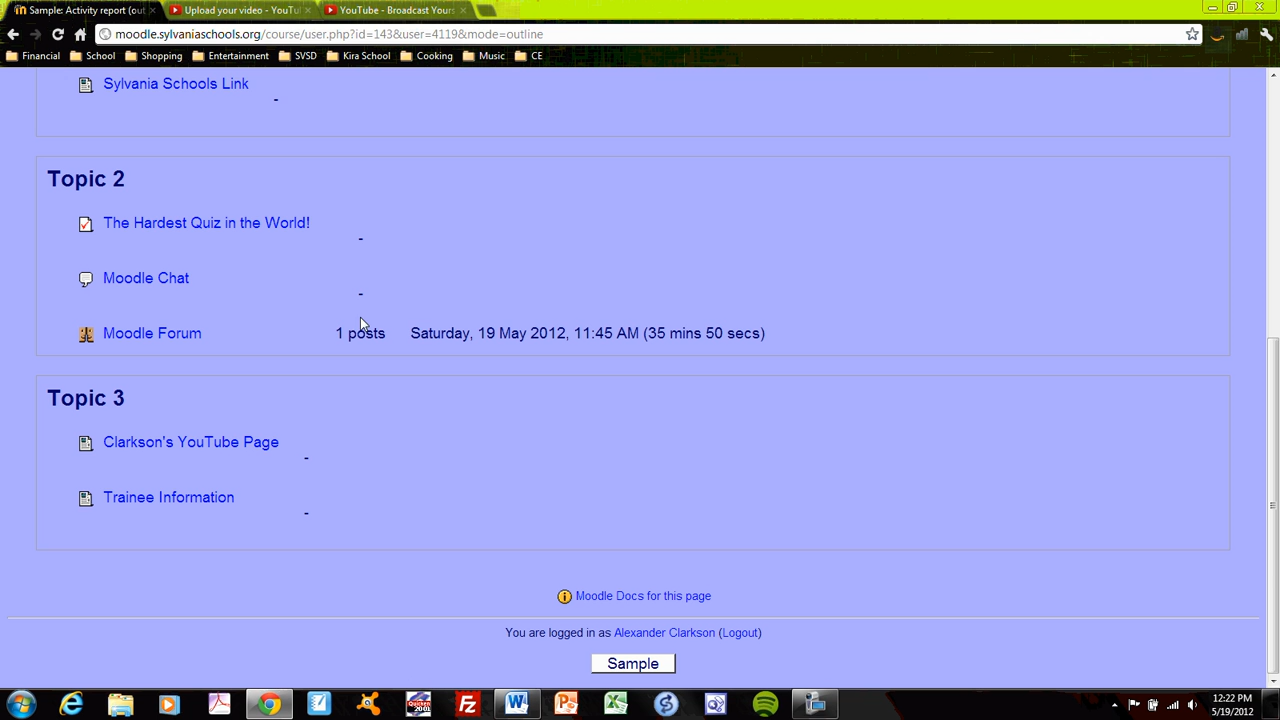 Sample: Activity report (out
Upload your video - YouTu
YouTube - Broadcast Yours
moodle.sylvaniaschools.org/course/user.php?id=143&user=4119&mode=outline
Financial School Shopping Entertainment SVSD Kira School Cooking Music CE
Sylvania Schools Link
-
Topic 2
The Hardest Quiz in the World!
-
Moodle Chat
-
Moodle Forum 1 posts Saturday, 19 May 2012, 11:45 AM (35 mins 50 secs)
Topic 3
Clarkson's YouTube Page
-
Trainee Information
-
Moodle Docs for this page
You are logged in as Alexander Clarkson (Logout)
Sample
12:22 PM
5/19/2012